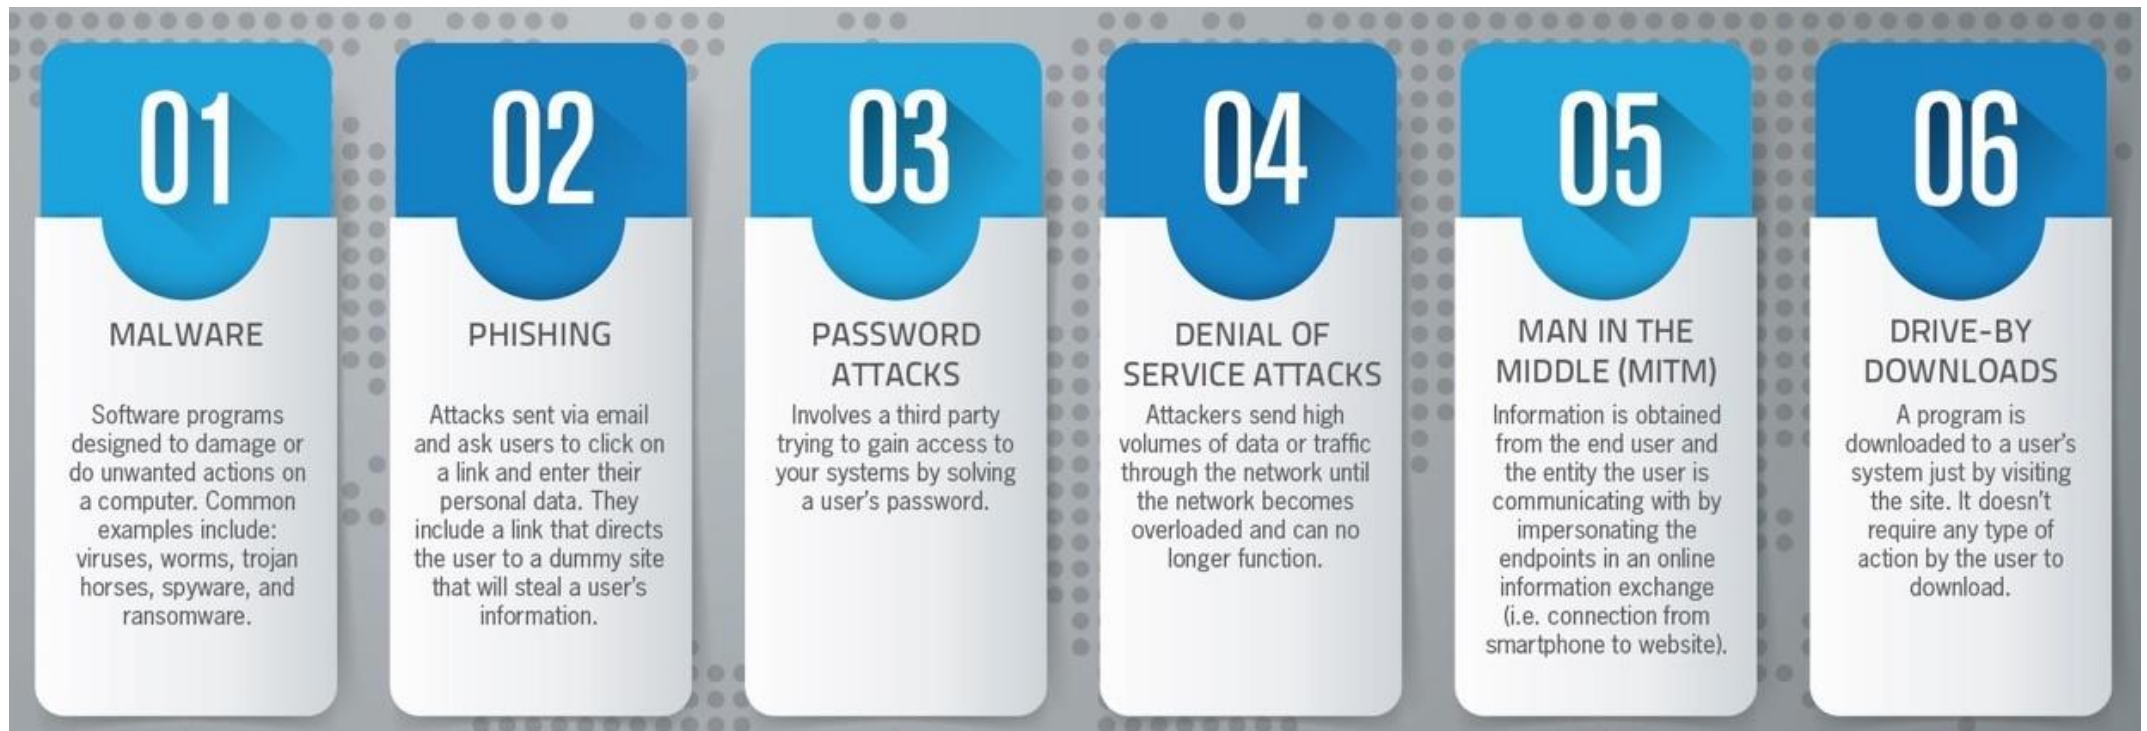 01
MALWARE
Software programs
designed to damage or
do unwanted actions on
a computer. Common
examples include:
viruses, worms, trojan
horses, spyware, and
ransomware.
02
PHISHING
Attacks sent via email
and ask users to click on
a link and enter their
personal data. They
include a link that directs
the user to a dummy site
that will steal a user's
information.
03
PASSWORD
ATTACKS
Involves a third party
trying to gain access to
your systems by solving
a user's password.
04
DENIAL OF
SERVICE ATTACKS
Attackers send high
volumes of data or traffic
through the network until
the network becomes
overloaded and can no
longer function.
05
MAN IN THE
MIDDLE (MITM)
Information is obtained
from the end user and
the entity the user is
communicating with by
impersonating the
endpoints in an online
information exchange
(i.e. connection from
smartphone to website).
06
DRIVE-BY
DOWNLOADS
A program is
downloaded to a user's
system just by visiting
the site. It doesn't
require any type of
action by the user to
download.